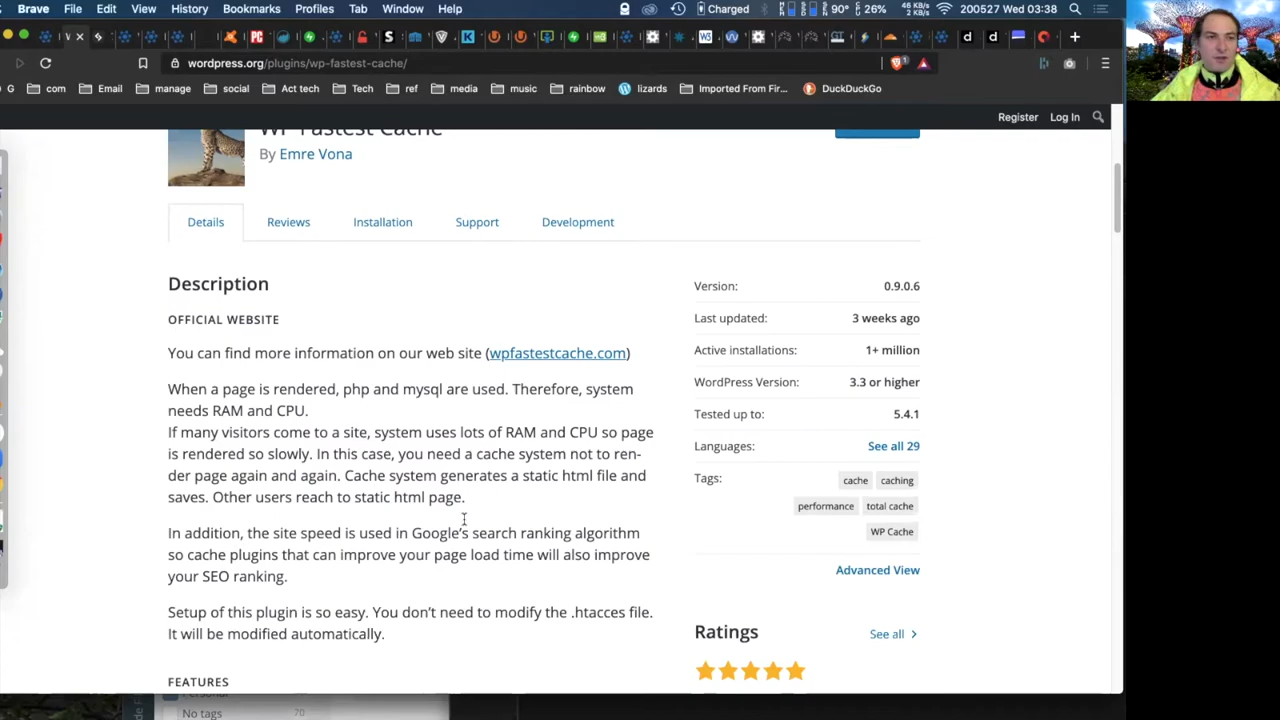 Brave File Edit View History Bookmarks Profiles Tab Window Help Charged 90° 26% 46 KB/s 2 KB/s 200527 Wed 03:38
W
wordpress.org/plugins/wp-fastest-cache/
G com Email manage social Act tech Tech ref media music rainbow lizards Imported From Fir... DuckDuckGo
Register Log In
WP Fastest Cache
By Emre Vona
Details Reviews Installation Support Development
Description
OFFICIAL WEBSITE
You can find more information on our web site (wpfastestcache.com)
When a page is rendered, php and mysql are used. Therefore, system
needs RAM and CPU.
If many visitors come to a site, system uses lots of RAM and CPU so page
is rendered so slowly. In this case, you need a cache system not to ren-
der page again and again. Cache system generates a static html file and
saves. Other users reach to static html page.
In addition, the site speed is used in Google’s search ranking algorithm
so cache plugins that can improve your page load time will also improve
your SEO ranking.
Setup of this plugin is so easy. You don’t need to modify the .htacces file.
It will be modified automatically.
FEATURES
Version: 0.9.0.6
Last updated: 3 weeks ago
Active installations: 1+ million
WordPress Version: 3.3 or higher
Tested up to: 5.4.1
Languages: See all 29
Tags: cache caching
performance total cache
WP Cache
Advanced View
Ratings See all
No tags 70